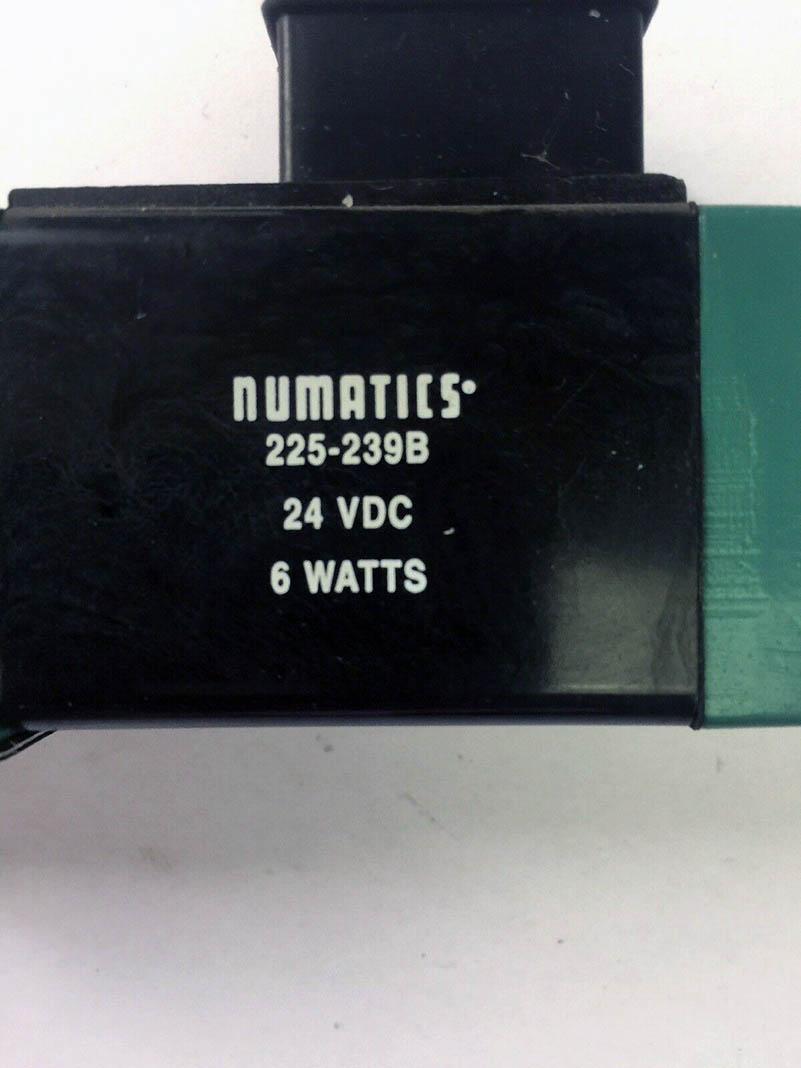 NUMATICS
225-239B
24 VDC
6 WATTS